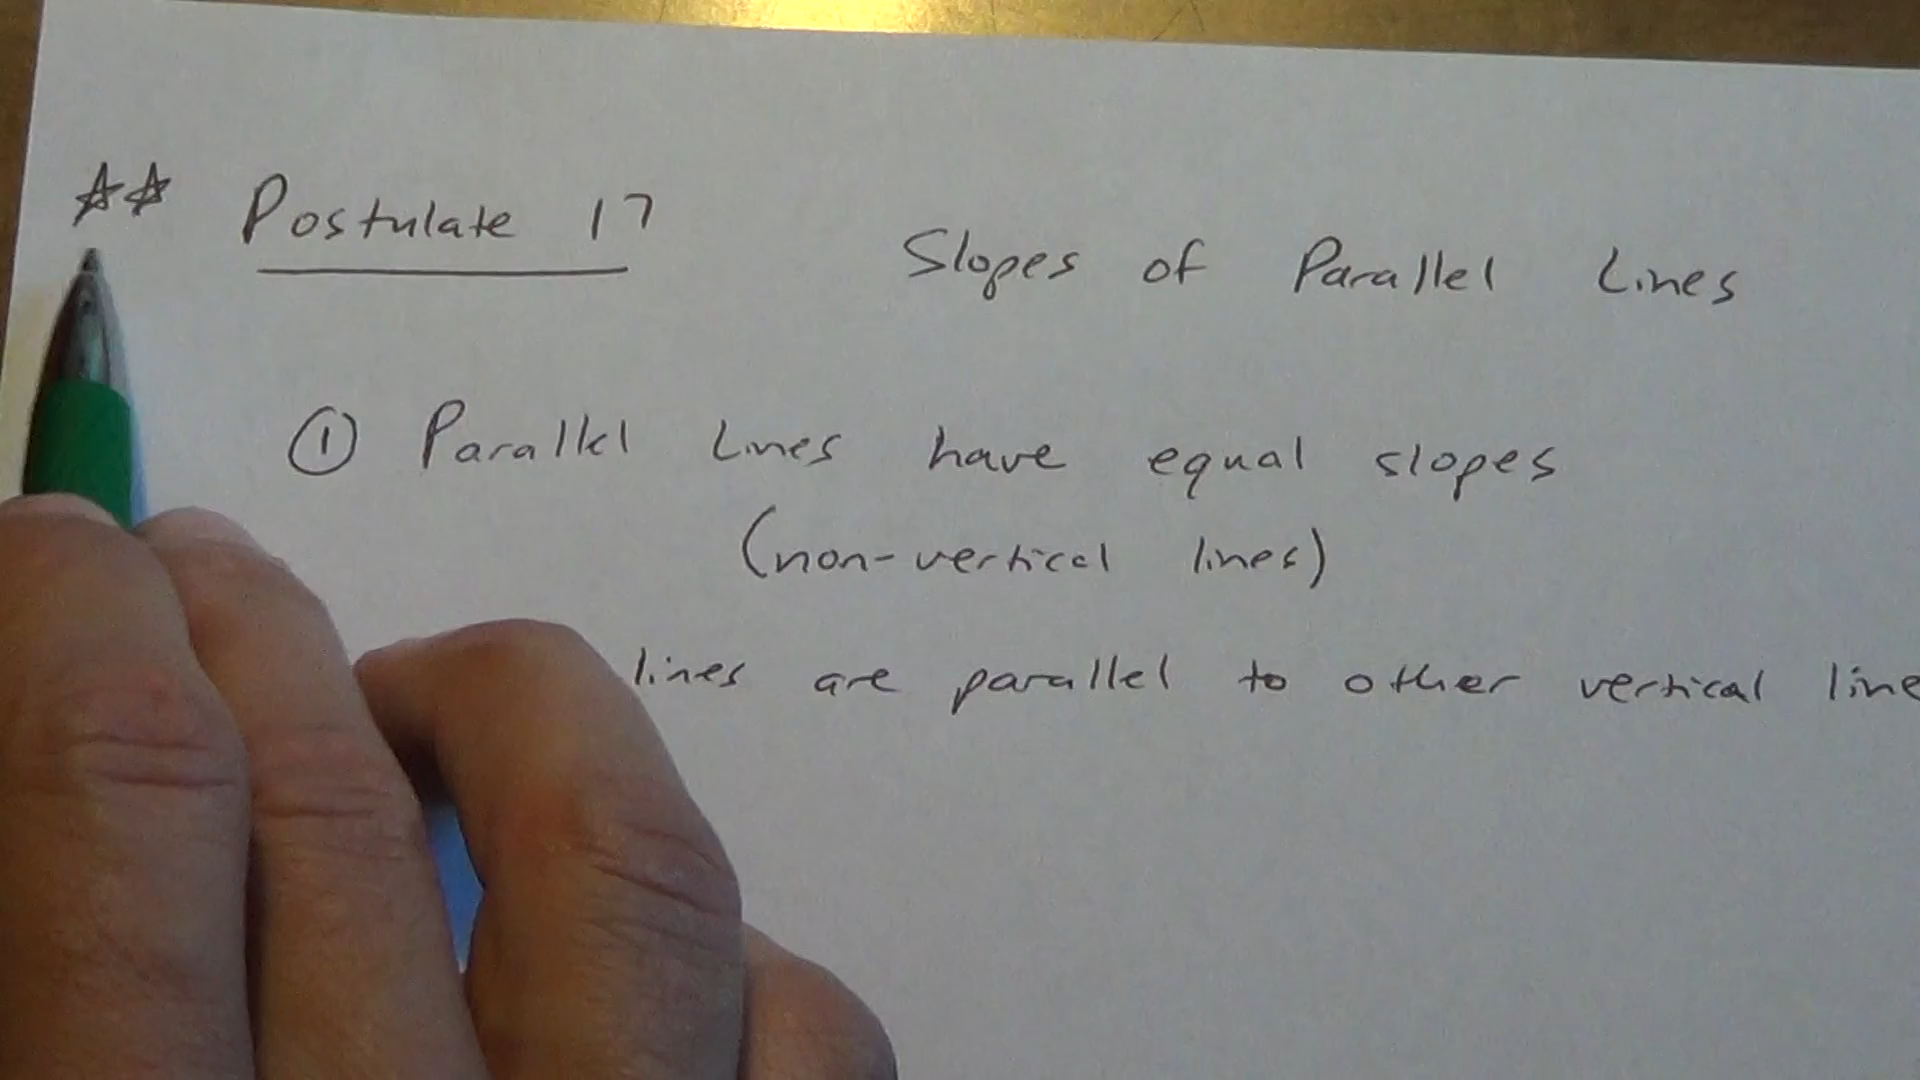 ☆☆ Postulate 17 Slopes of Parallel Lines
① Parallel Lines have equal slopes
(non-vertical lines)
lines are parallel to other vertical line